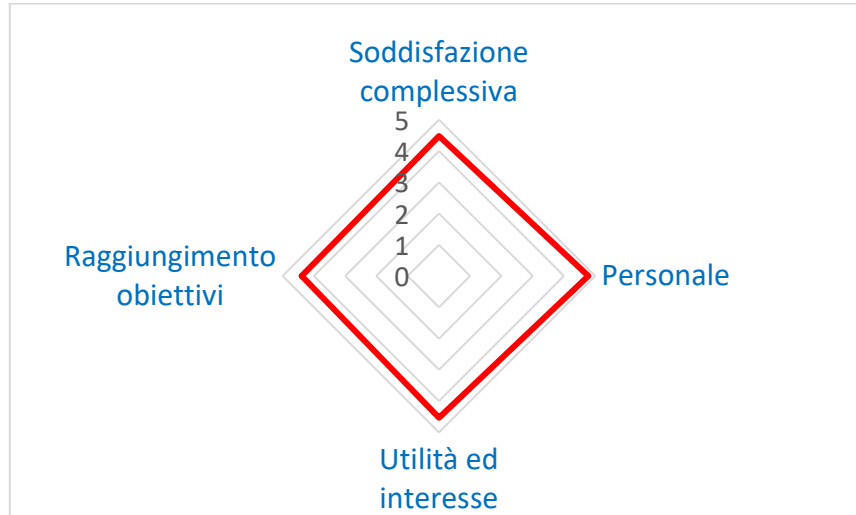 Soddisfazione
complessiva
5
4
3
2
1
0
Raggiungimento
obiettivi
Personale
Utilità ed
interesse